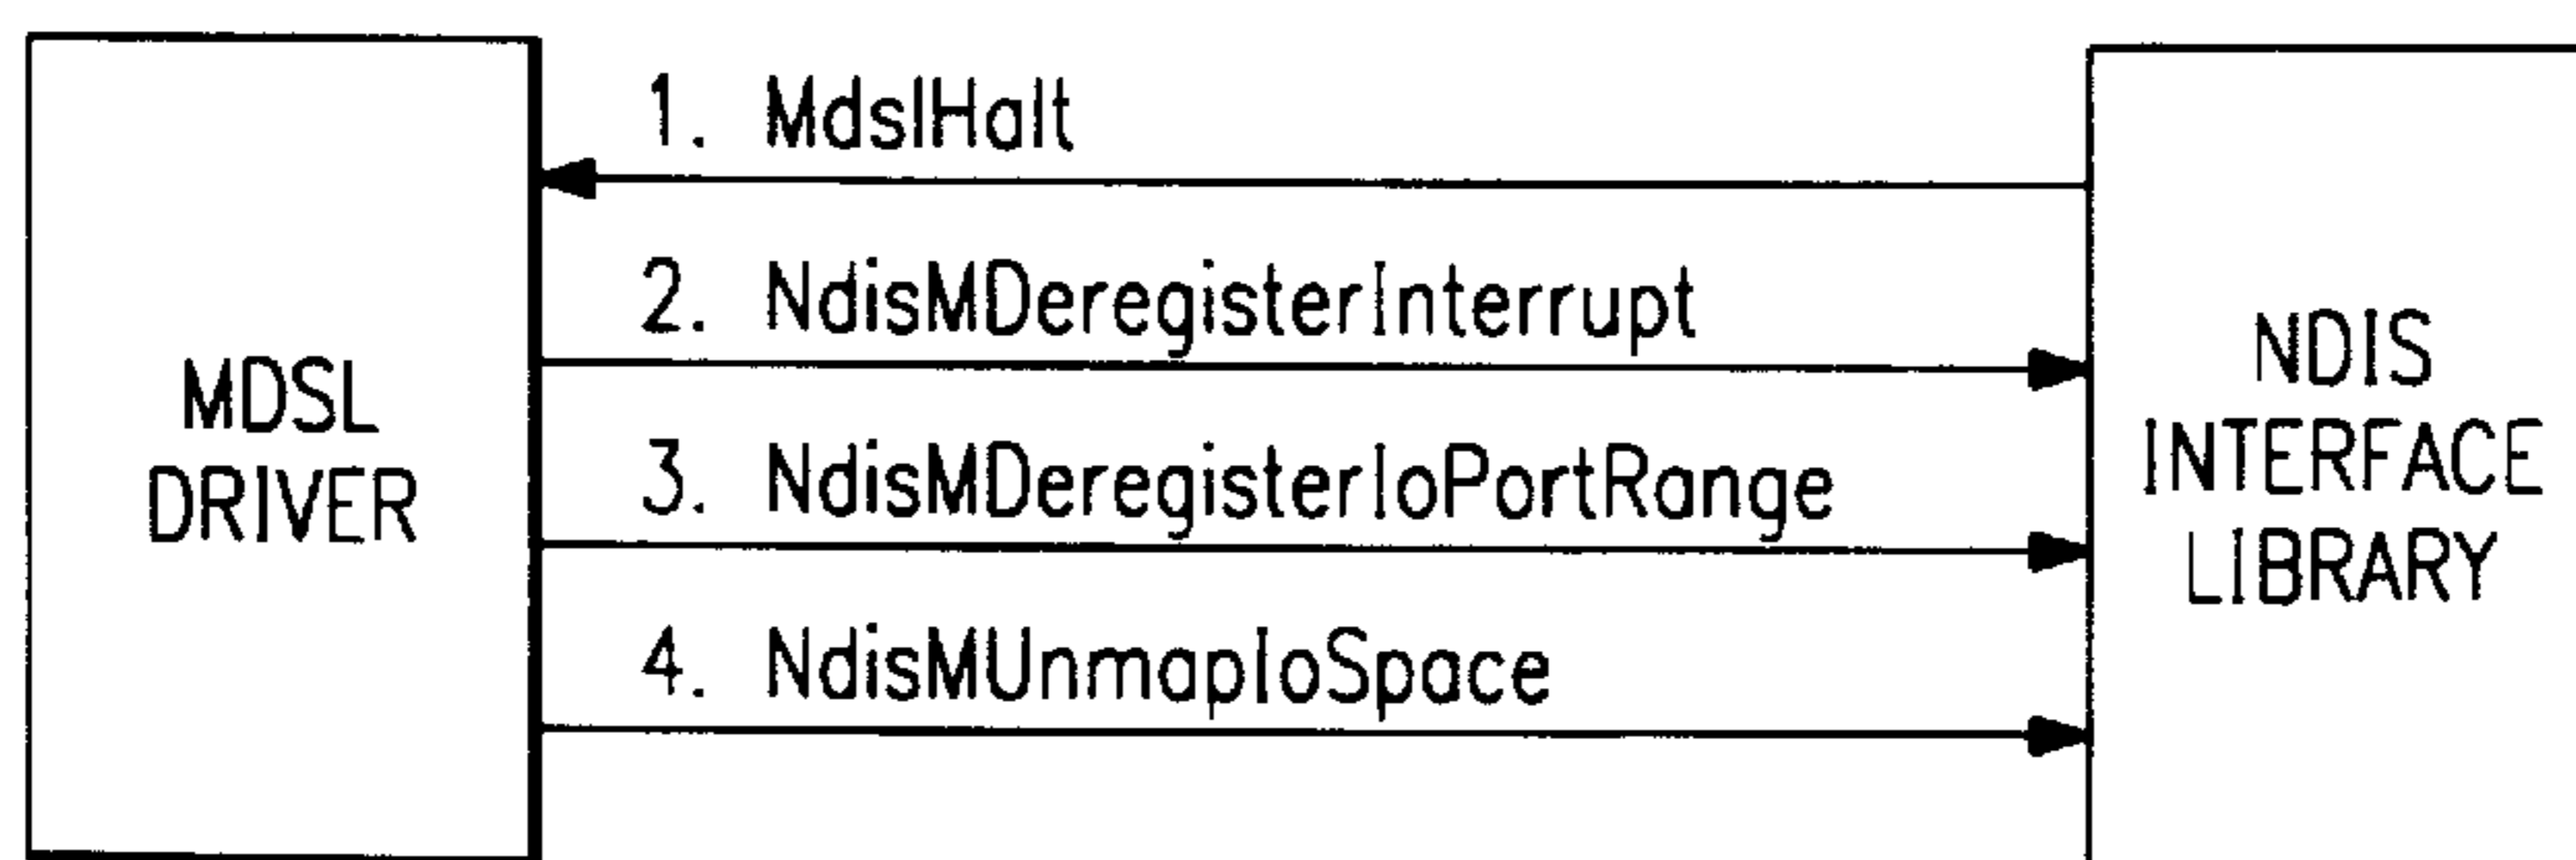 MDSL
DRIVER
1. MdslHalt
2. NdisMDeregisterInterrupt
3. NdisMDeregisterIoPortRange
4. NdisMUnmapIoSpace
NDIS
INTERFACE
LIBRARY